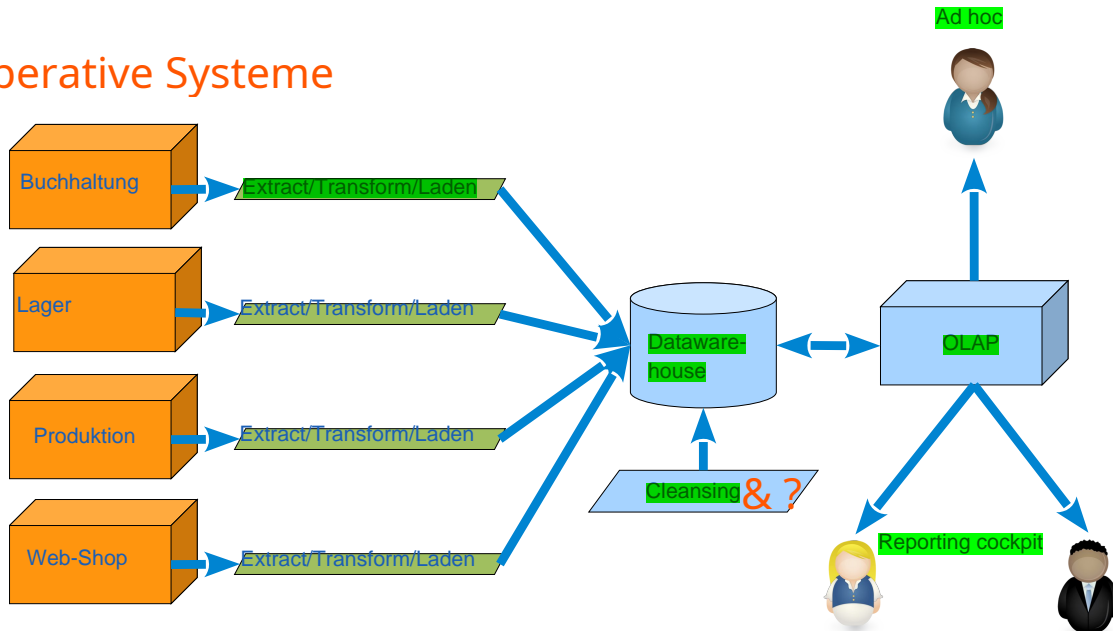 Ad hoc
perative Systeme
Buchhaltung
Extract/Transform/Laden
Lager
Extract/Transform/Laden
Dataware-
house
OLAP
Produktion
Extract/Transform/Laden
Cleansing & ?
Web-Shop
Extract/Transform/Laden
Reporting cockpit